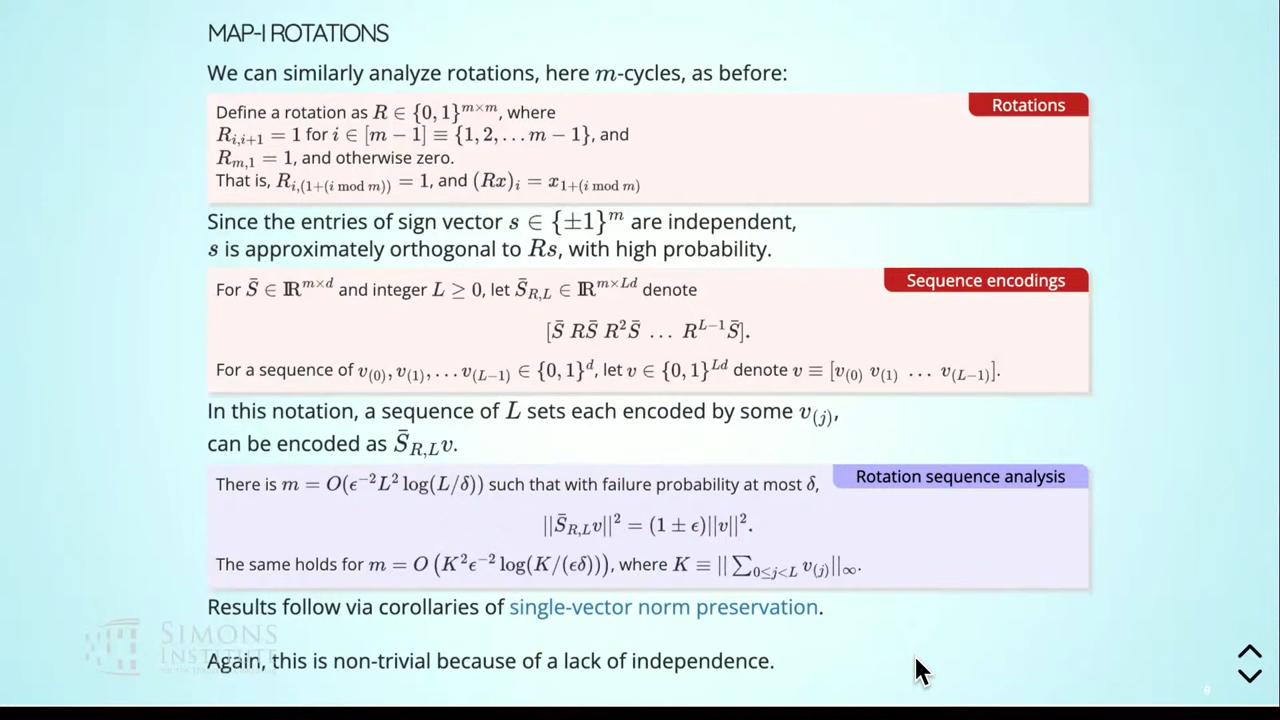 MAP-I ROTATIONS
We can similarly analyze rotations, here m-cycles, as before:
Rotations
Define a rotation as R ∈ {0, 1}^{m×m}, where
R_{i,i+1} = 1 for i ∈ [m − 1] ≡ {1, 2, … m − 1}, and
R_{m,1} = 1, and otherwise zero.
That is, R_{i,(1+(i mod m))} = 1, and (Rx)_i = x_{1+(i mod m)}
Since the entries of sign vector s ∈ {±1}^m are independent,
s is approximately orthogonal to Rs, with high probability.
Sequence encodings
For S̄ ∈ ℝ^{m×d} and integer L ≥ 0, let S̄_{R,L} ∈ ℝ^{m×Ld} denote
[S̄ RS̄ R²S̄ … R^{L−1}S̄].
For a sequence of v_{(0)}, v_{(1)}, … v_{(L−1)} ∈ {0, 1}^d, let v ∈ {0, 1}^{Ld} denote v ≡ [v_{(0)} v_{(1)} … v_{(L−1)}].
In this notation, a sequence of L sets each encoded by some v_{(j)},
can be encoded as S̄_{R,L}v.
Rotation sequence analysis
There is m = O(ϵ^{−2}L² log(L/δ)) such that with failure probability at most δ,
||S̄_{R,L}v||² = (1 ± ϵ)||v||².
The same holds for m = O(K²ϵ^{−2} log(K/(ϵδ))), where K ≡ ||∑_{0≤j<L} v_{(j)}||_∞.
Results follow via corollaries of single-vector norm preservation.
SIMONS
INSTITUTE
Again, this is non-trivial because of a lack of independence.